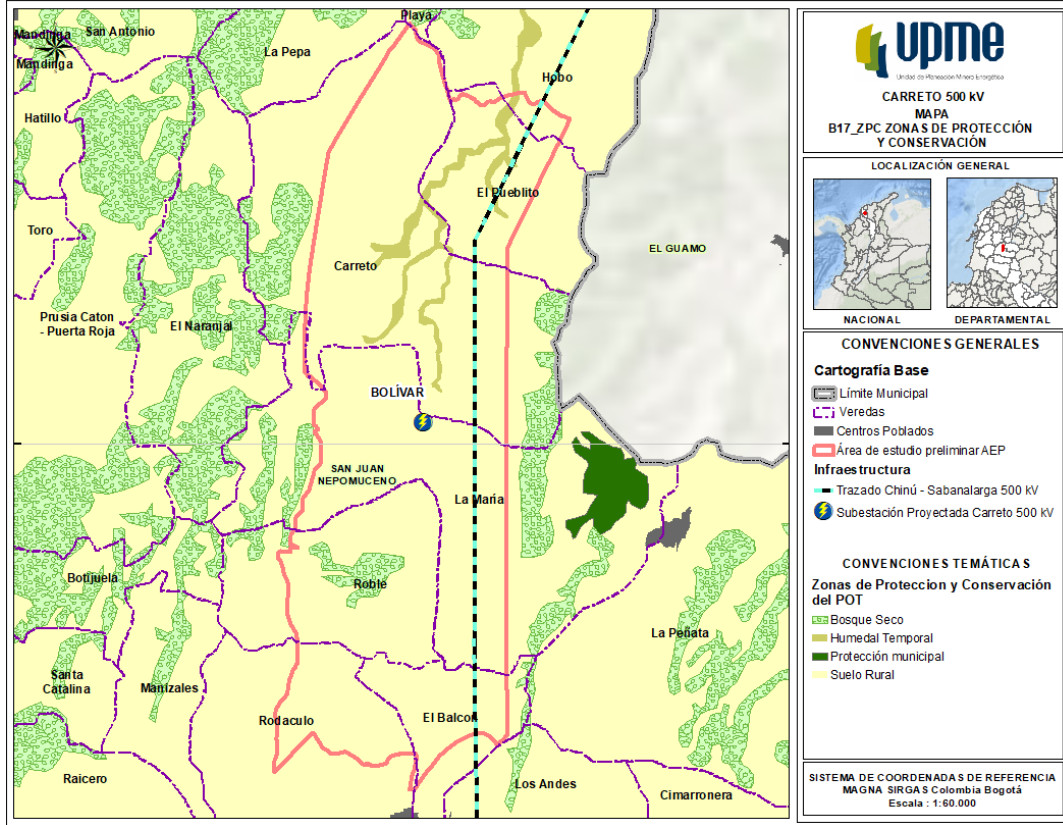 Playa
Mandinga
San Antonio
Mandinga
La Pepa
Hobo
Hatillo
El Pueblito
Toro
EL GUAMO
Carreto
Prusia Caton
- Puerta Roja
El Naranjal
BOLÍVAR
SAN JUAN
NEPOMUCENO
La Maria
Botijuela
Roble
La Peñata
Santa
Catalina
Manizales
Rodaculo
El Balcon
Raicero
Los Andes
Cimarronera
upme
Unidad de Planeación Minero Energética
CARRETO 500 kV
MAPA
B17_ZPC ZONAS DE PROTECCIÓN
Y CONSERVACIÓN
LOCALIZACIÓN GENERAL
NACIONAL
DEPARTAMENTAL
CONVENCIONES GENERALES
Cartografía Base
Límite Municipal
Veredas
Centros Poblados
Área de estudio preliminar AEP
Infraestructura
Trazado Chinú - Sabanalarga 500 kV
Subestación Proyectada Carreto 500 kV
CONVENCIONES TEMÁTICAS
Zonas de Proteccion y Conservación
del POT
Bosque Seco
Humedal Temporal
Protección municipal
Suelo Rural
SISTEMA DE COORDENADAS DE REFERENCIA
MAGNA SIRGAS Colombia Bogotá
Escala : 1:60.000